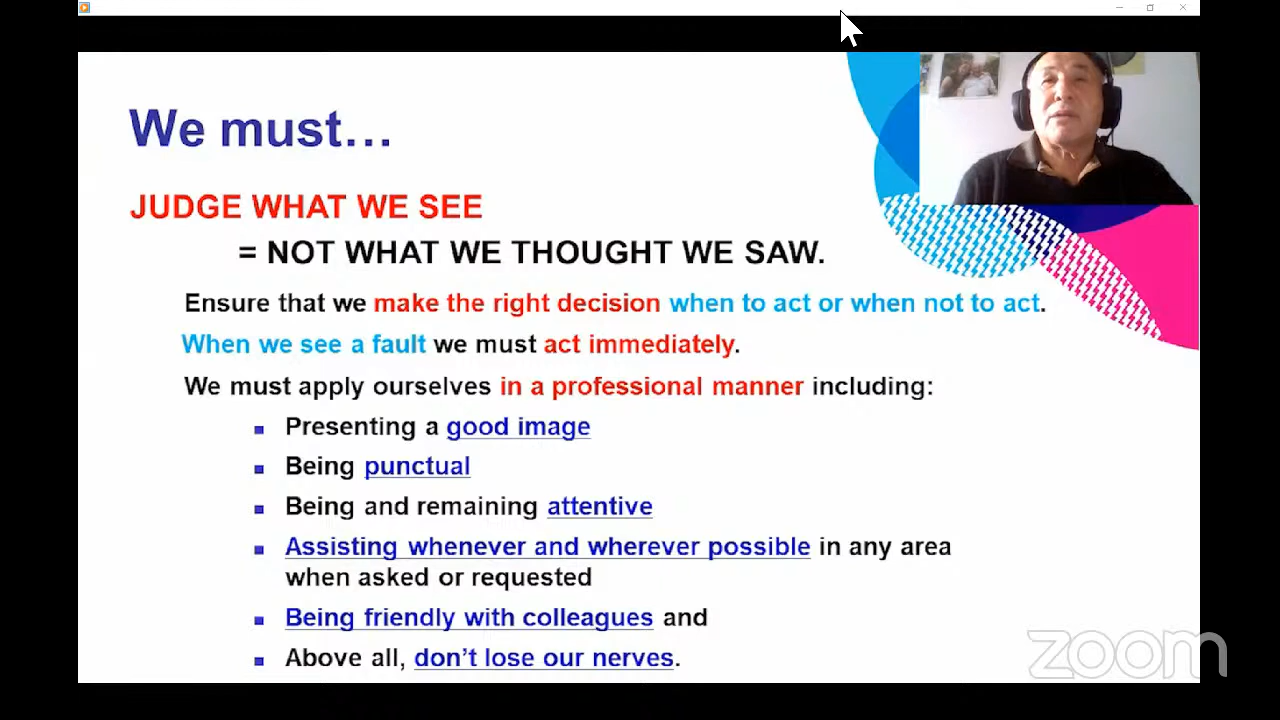 We must…
JUDGE WHAT WE SEE
= NOT WHAT WE THOUGHT WE SAW.
Ensure that we make the right decision when to act or when not to act.
When we see a fault we must act immediately.
We must apply ourselves in a professional manner including:
Presenting a good image
Being punctual
Being and remaining attentive
Assisting whenever and wherever possible in any area
when asked or requested
Being friendly with colleagues and
Above all, don’t lose our nerves.
zoom